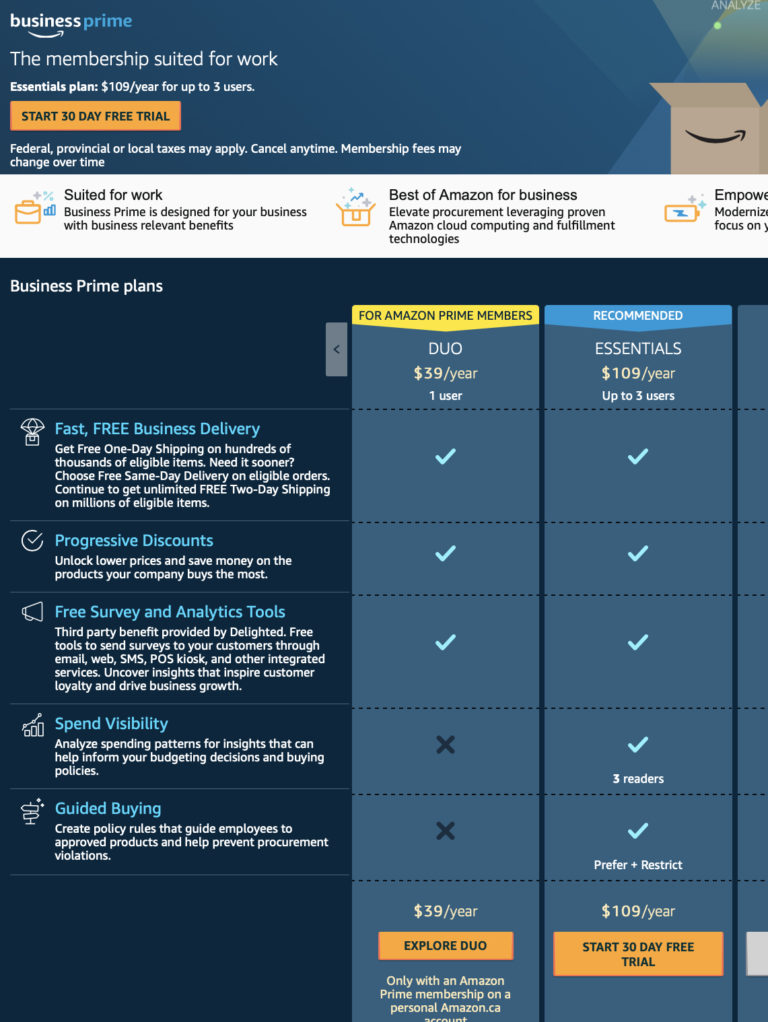 ANALYZE
business prime
The membership suited for work
Essentials plan: $109/year for up to 3 users.
START 30 DAY FREE TRIAL
Federal, provincial or local taxes may apply. Cancel anytime. Membership fees may
change over time
Suited for work
Business Prime is designed for your business
with business relevant benefits
Best of Amazon for business
Elevate procurement leveraging proven
Amazon cloud computing and fulfillment
technologies
Empowe
Modernize
focus on y
Business Prime plans
FOR AMAZON PRIME MEMBERS
RECOMMENDED
<
DUO
ESSENTIALS
$39/year
$109/year
1 user
Up to 3 users
Fast, FREE Business Delivery
Get Free One-Day Shipping on hundreds of
thousands of eligible items. Need it sooner?
Choose Free Same-Day Delivery on eligible orders.
Continue to get unlimited FREE Two-Day Shipping
on millions of eligible items.
Progressive Discounts
Unlock lower prices and save money on the
products your company buys the most.
Free Survey and Analytics Tools
Third party benefit provided by Delighted. Free
tools to send surveys to your customers through
email, web, SMS, POS kiosk, and other integrated
services. Uncover insights that inspire customer
loyalty and drive business growth.
Spend Visibility
Analyze spending patterns for insights that can
help inform your budgeting decisions and buying
policies.
3 readers
Guided Buying
Create policy rules that guide employees to
approved products and help prevent procurement
violations.
Prefer + Restrict
$39/year
$109/year
EXPLORE DUO
START 30 DAY FREE
TRIAL
Only with an Amazon
Prime membership on a
personal Amazon.ca
account